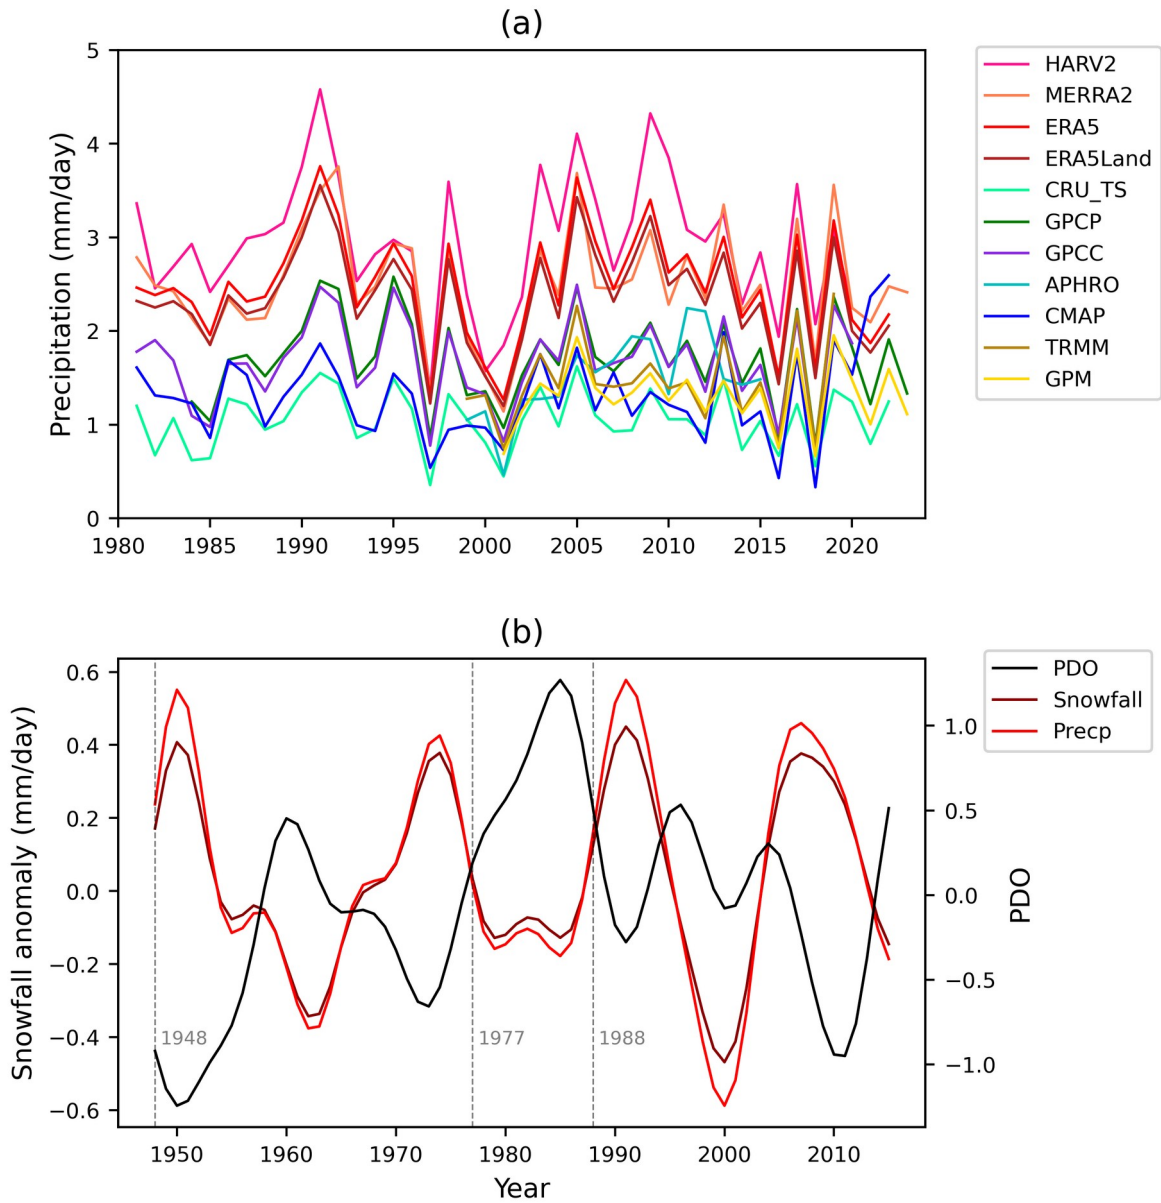 (a)
Precipitation (mm/day)
5
4
3
2
1
0
1980 1985 1990 1995 2000 2005 2010 2015 2020
HARV2
MERRA2
ERA5
ERA5Land
CRU_TS
GPCP
GPCC
APHRO
CMAP
TRMM
GPM
(b)
Snowfall anomaly (mm/day)
0.6
0.4
0.2
0.0
−0.2
−0.4
−0.6
1948
1977
1988
1950 1960 1970 1980 1990 2000 2010
Year
1.0
0.5
0.0
−0.5
−1.0
PDO
PDO
Snowfall
Precp